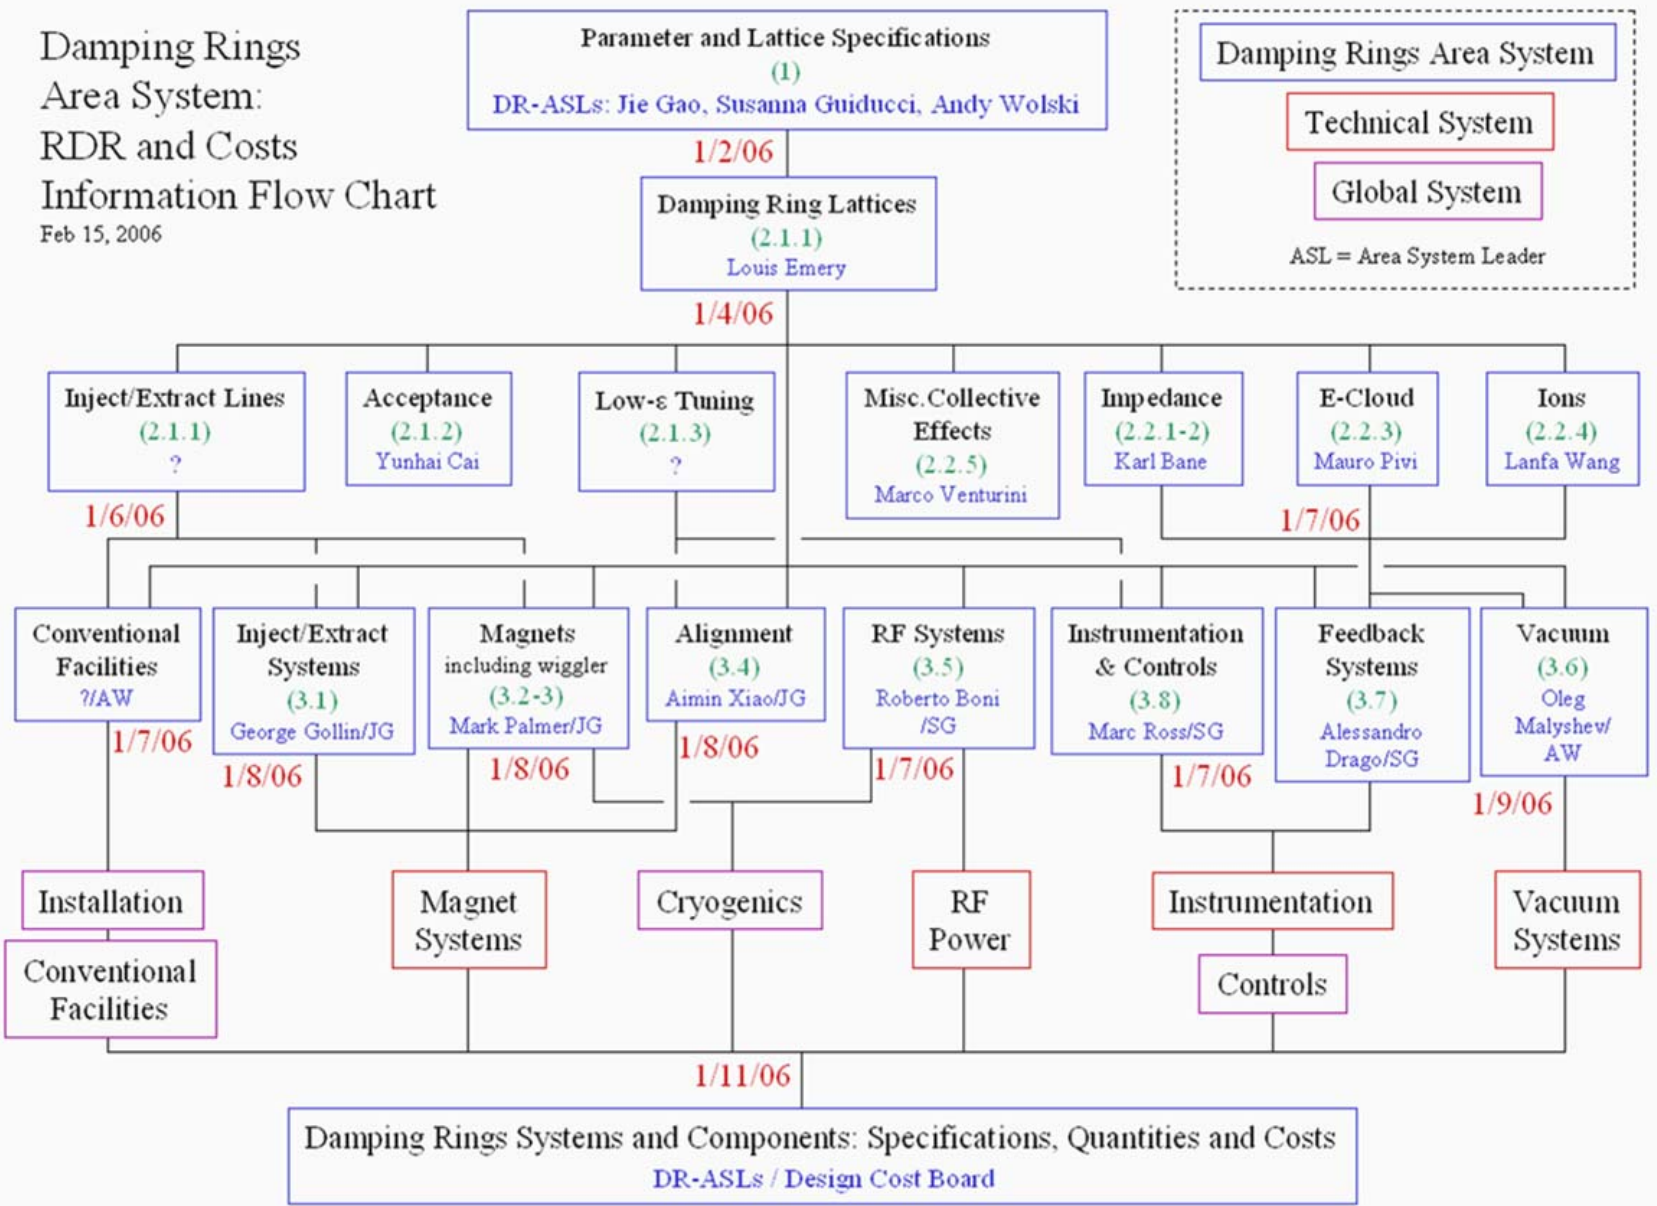 Damping Rings
Area System:
RDR and Costs
Information Flow Chart
Feb 15, 2006
Parameter and Lattice Specifications
(1)
DR-ASLs: Jie Gao, Susanna Guiducci, Andy Wolski
Damping Rings Area System
Technical System
Global System
ASL = Area System Leader
1/2/06
Damping Ring Lattices
(2.1.1)
Louis Emery
1/4/06
Inject/Extract Lines
(2.1.1)
?
Acceptance
(2.1.2)
Yunhai Cai
Low-ε Tuning
(2.1.3)
?
Misc.Collective
Effects
(2.2.5)
Marco Venturini
Impedance
(2.2.1-2)
Karl Bane
E-Cloud
(2.2.3)
Mauro Pivi
Ions
(2.2.4)
Lanfa Wang
1/6/06
1/7/06
Conventional
Facilities
?/AW
Inject/Extract
Systems
(3.1)
George Gollin/JG
Magnets
including wiggler
(3.2-3)
Mark Palmer/JG
Alignment
(3.4)
Aimin Xiao/JG
RF Systems
(3.5)
Roberto Boni
/SG
Instrumentation
& Controls
(3.8)
Marc Ross/SG
Feedback
Systems
(3.7)
Alessandro
Drago/SG
Vacuum
(3.6)
Oleg
Malyshev/
AW
1/7/06
1/8/06
1/8/06
1/8/06
1/7/06
1/7/06
1/9/06
Installation
Conventional
Facilities
Magnet
Systems
Cryogenics
RF
Power
Instrumentation
Controls
Vacuum
Systems
1/11/06
Damping Rings Systems and Components: Specifications, Quantities and Costs
DR-ASLs / Design Cost Board